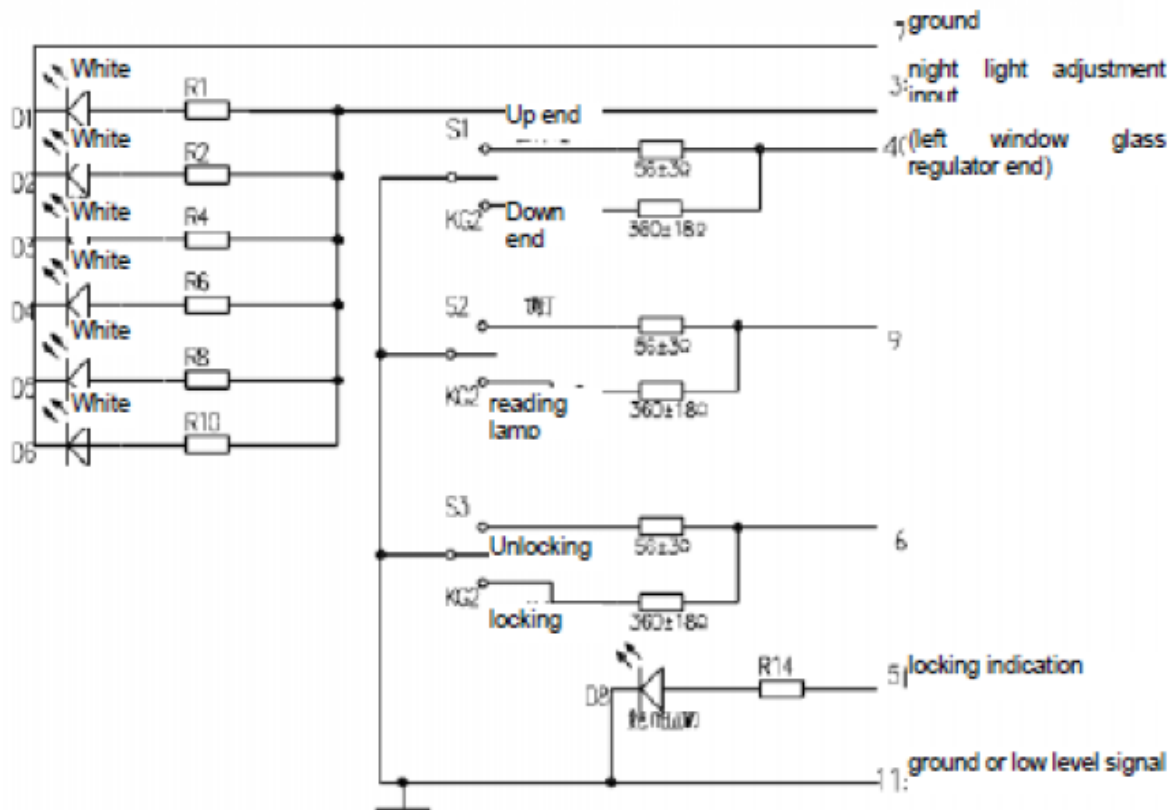 7 ground
White
3 night light adjustment
input
R1
D1
Up end
S1
White
4 (left window glass
regulator end)
R2
56±3Ω
D2
White
KG2
Down
end
360±18Ω
R4
D3
White
R6
D4
S2
White
9
56±3Ω
R8
D5
KG2
reading
lamp
360±18Ω
White
R10
D6
S3
6
Unlocking
56±3Ω
KG2
locking
360±18Ω
R14
5 locking indication
D8
11: ground or low level signal